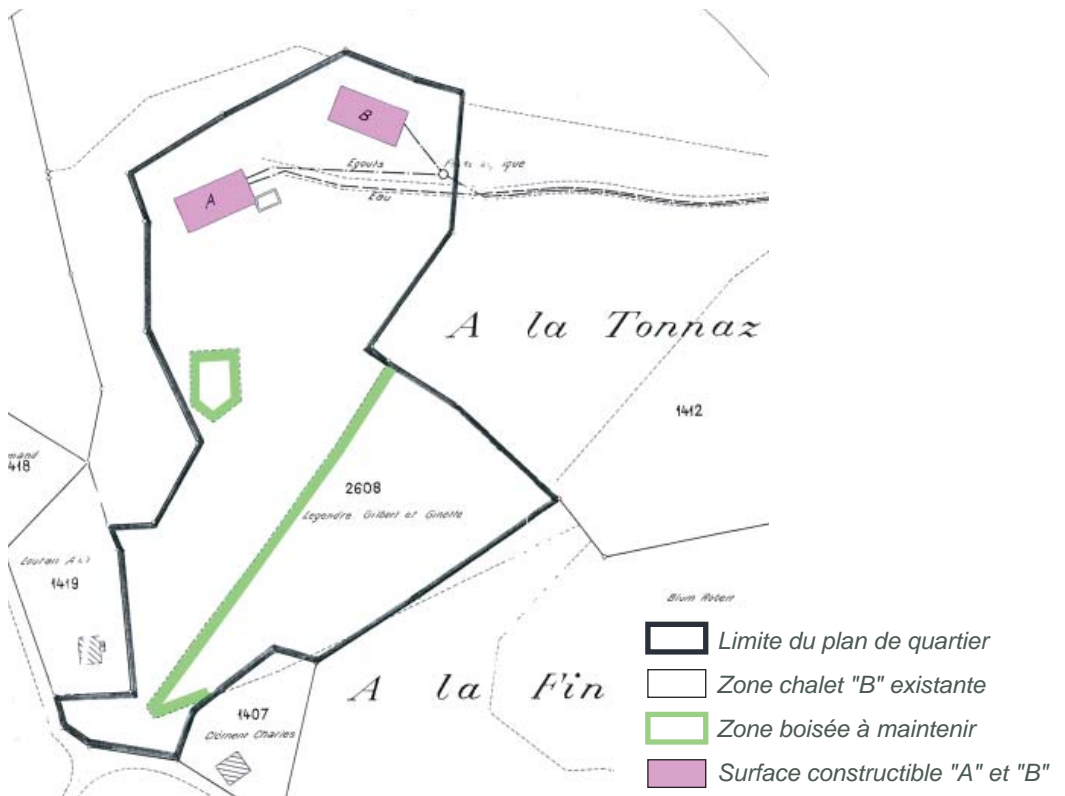 B
Egouts
A
Eau
A la Tonnaz
1412
2608
Legendre Gilbert et Ginette
418
1419
Blum Robert
A la Fin
1407
Clément Charles
Limite du plan de quartier
Zone chalet "B" existante
Zone boisée à maintenir
Surface constructible "A" et "B"